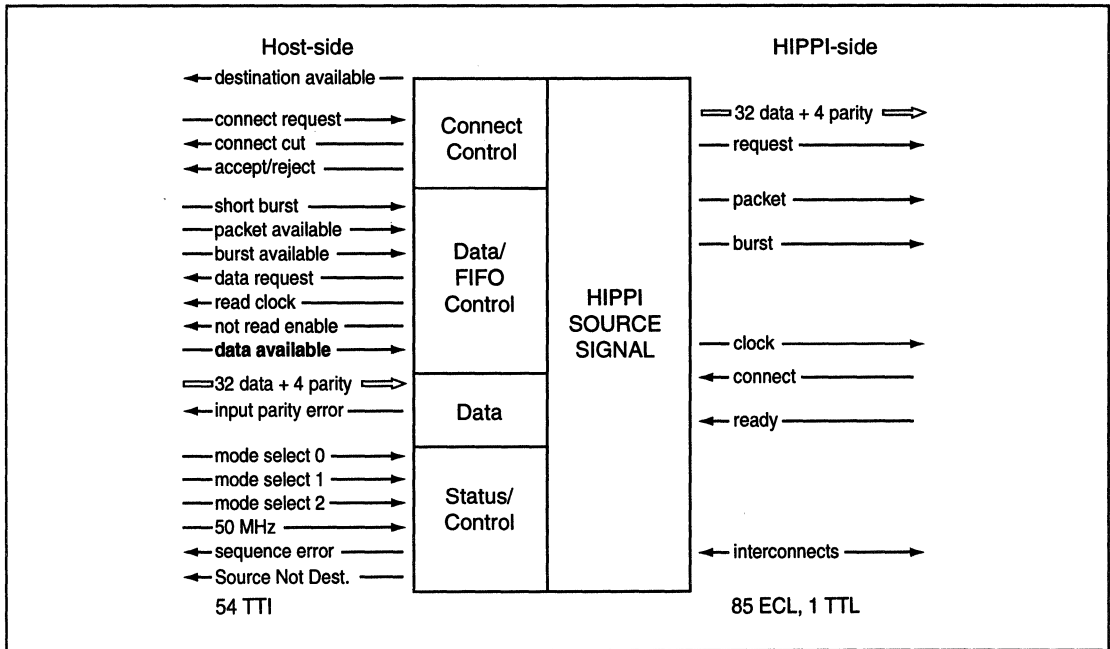 Host-side
HIPPI-side
destination available
connect request
connect cut
accept/reject
Connect
Control
short burst
packet available
burst available
data request
read clock
not read enable
data available
Data/
FIFO
Control
32 data + 4 parity
input parity error
Data
mode select 0
mode select 1
mode select 2
50 MHz
sequence error
Source Not Dest.
Status/
Control
54 TTI
HIPPI
SOURCE
SIGNAL
32 data + 4 parity
request
packet
burst
clock
connect
ready
interconnects
85 ECL, 1 TTL